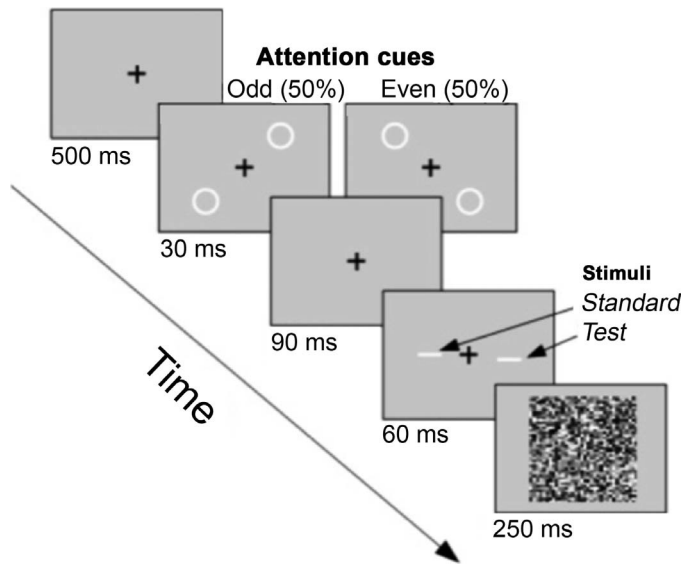 Attention cues
Odd (50%)
Even (50%)
500 ms
30 ms
Stimuli
Standard
Test
90 ms
Time
60 ms
250 ms